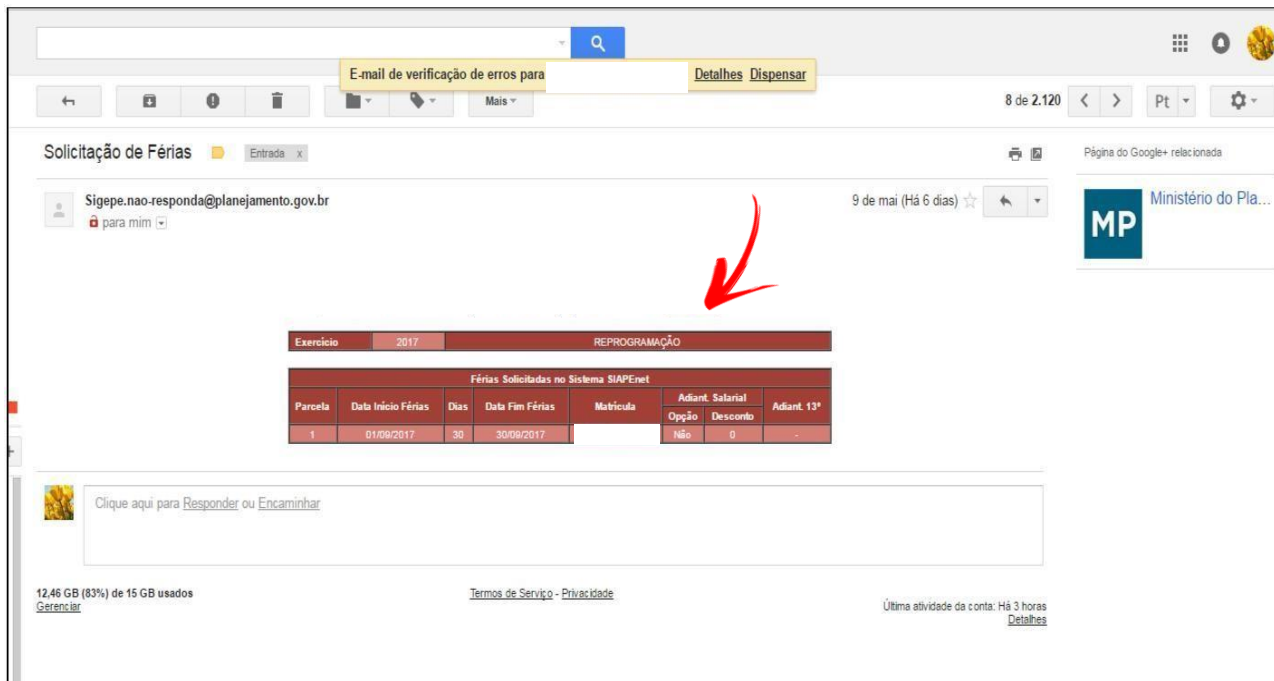 E-mail de verificação de erros para Detalhes Dispensar
Mais
8 de 2.120
Pt
Solicitação de Férias
Entrada x
Página do Google+ relacionada
Sigepe.nao-responda@planejamento.gov.br
9 de mai (Há 6 dias)
para mim
MP
Ministério do Pla...
Exercício 2017 REPROGRAMAÇÃO
Férias Solicitadas no Sistema SIAPEnet
Parcela Data Início Férias Dias Data Fim Férias Matrícula Adiant. Salarial Adiant. 13º
Opção Desconto
1 01/09/2017 30 30/09/2017 Não 0 -
Clique aqui para Responder ou Encaminhar
12,46 GB (83%) de 15 GB usados
Gerenciar
Termos de Serviço - Privacidade
Última atividade da conta: Há 3 horas
Detalhes